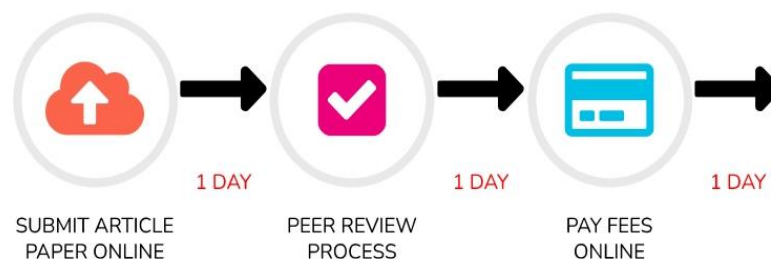 1 DAY
1 DAY
1 DAY
SUBMIT ARTICLE
PAPER ONLINE
PEER REVIEW
PROCESS
PAY FEES
ONLINE